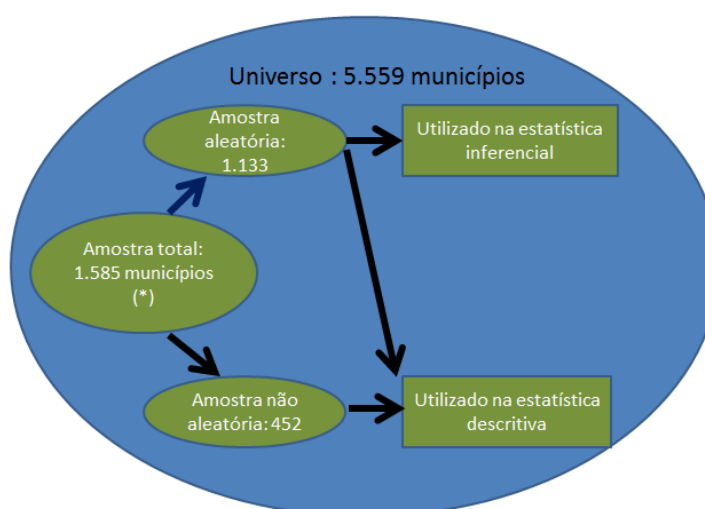 Universo : 5.559 municípios
Amostra
aleatória:
1.133
Utilizado na estatística
inferencial
Amostra total:
1.585 municípios
(*)
Amostra não
aleatória: 452
Utilizado na estatística
descritiva